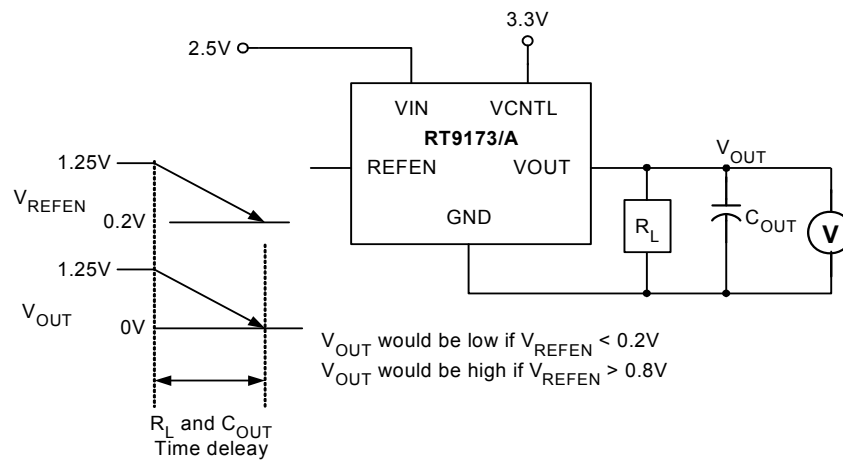 3.3V
2.5V
VIN VCNTL
RT9173/A
REFEN VOUT
GND
VOUT
RL
COUT
V
1.25V
VREFEN
0.2V
1.25V
VOUT
0V
VOUT would be low if VREFEN < 0.2V
VOUT would be high if VREFEN > 0.8V
RL and COUT
Time deleay